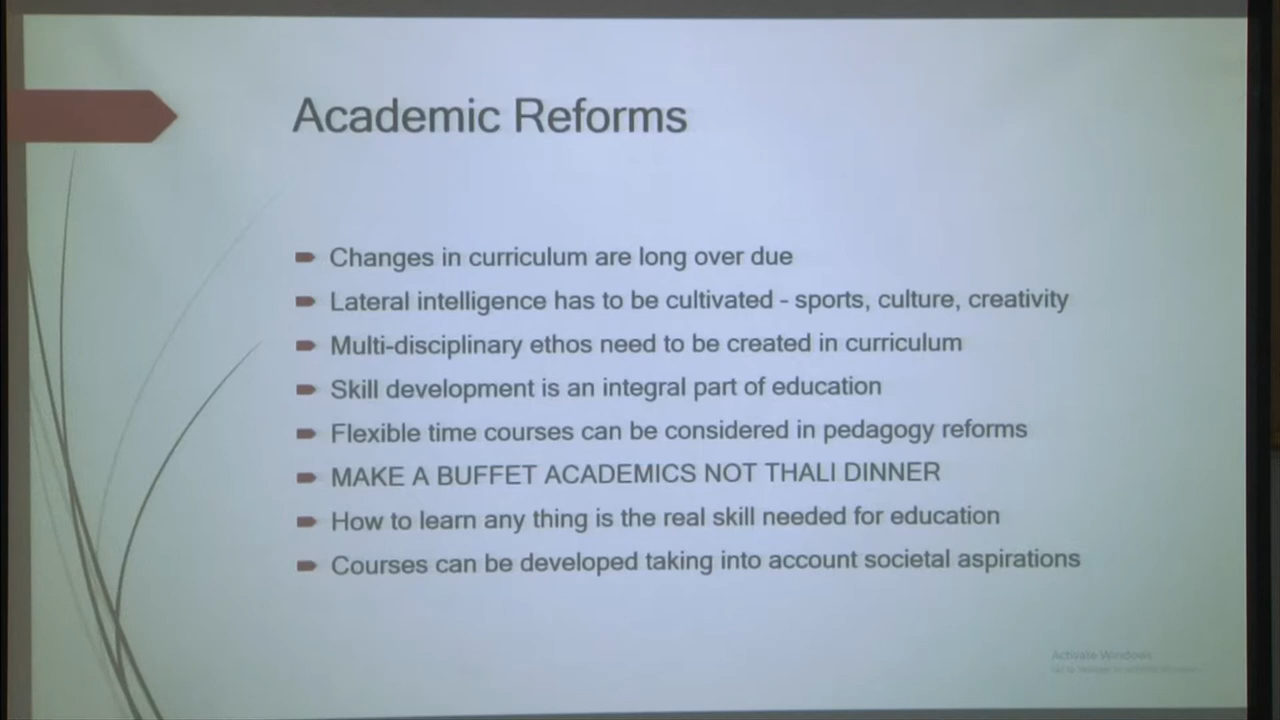 Academic Reforms
Changes in curriculum are long over due
Lateral intelligence has to be cultivated - sports, culture, creativity
Multi-disciplinary ethos need to be created in curriculum
Skill development is an integral part of education
Flexible time courses can be considered in pedagogy reforms
MAKE A BUFFET ACADEMICS NOT THALI DINNER
How to learn any thing is the real skill needed for education
Courses can be developed taking into account societal aspirations
Activate Windows